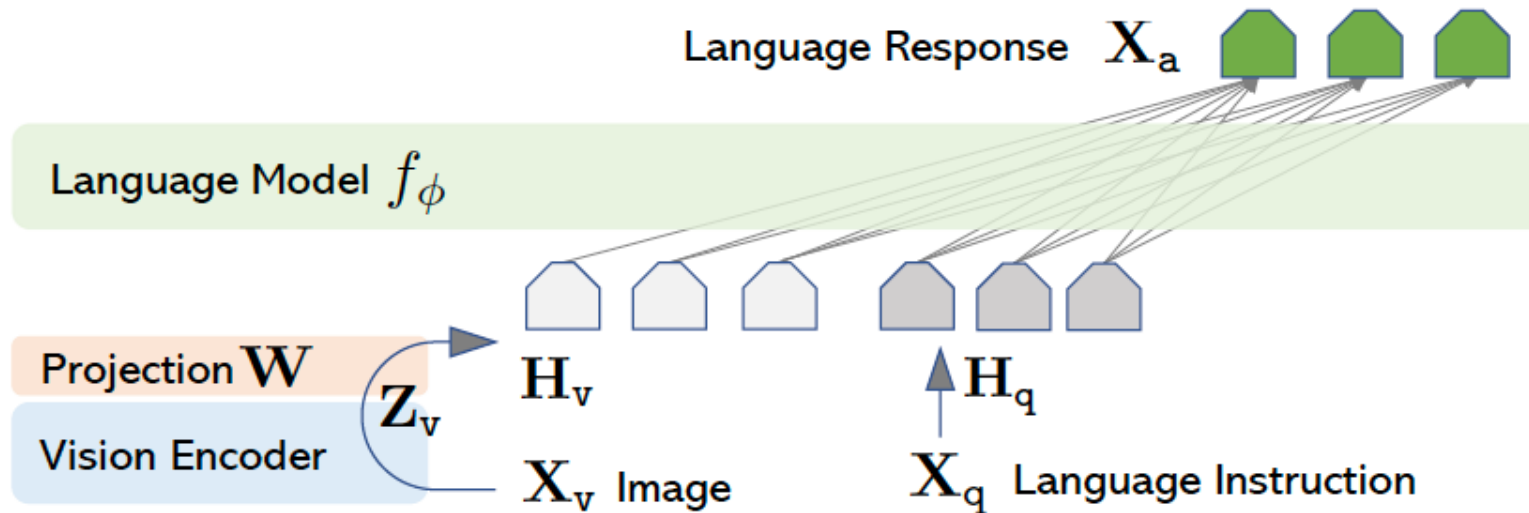 Language Response X_a
Language Model f_ϕ
Projection W
H_v
H_q
Z_v
Vision Encoder
X_v Image
X_q Language Instruction